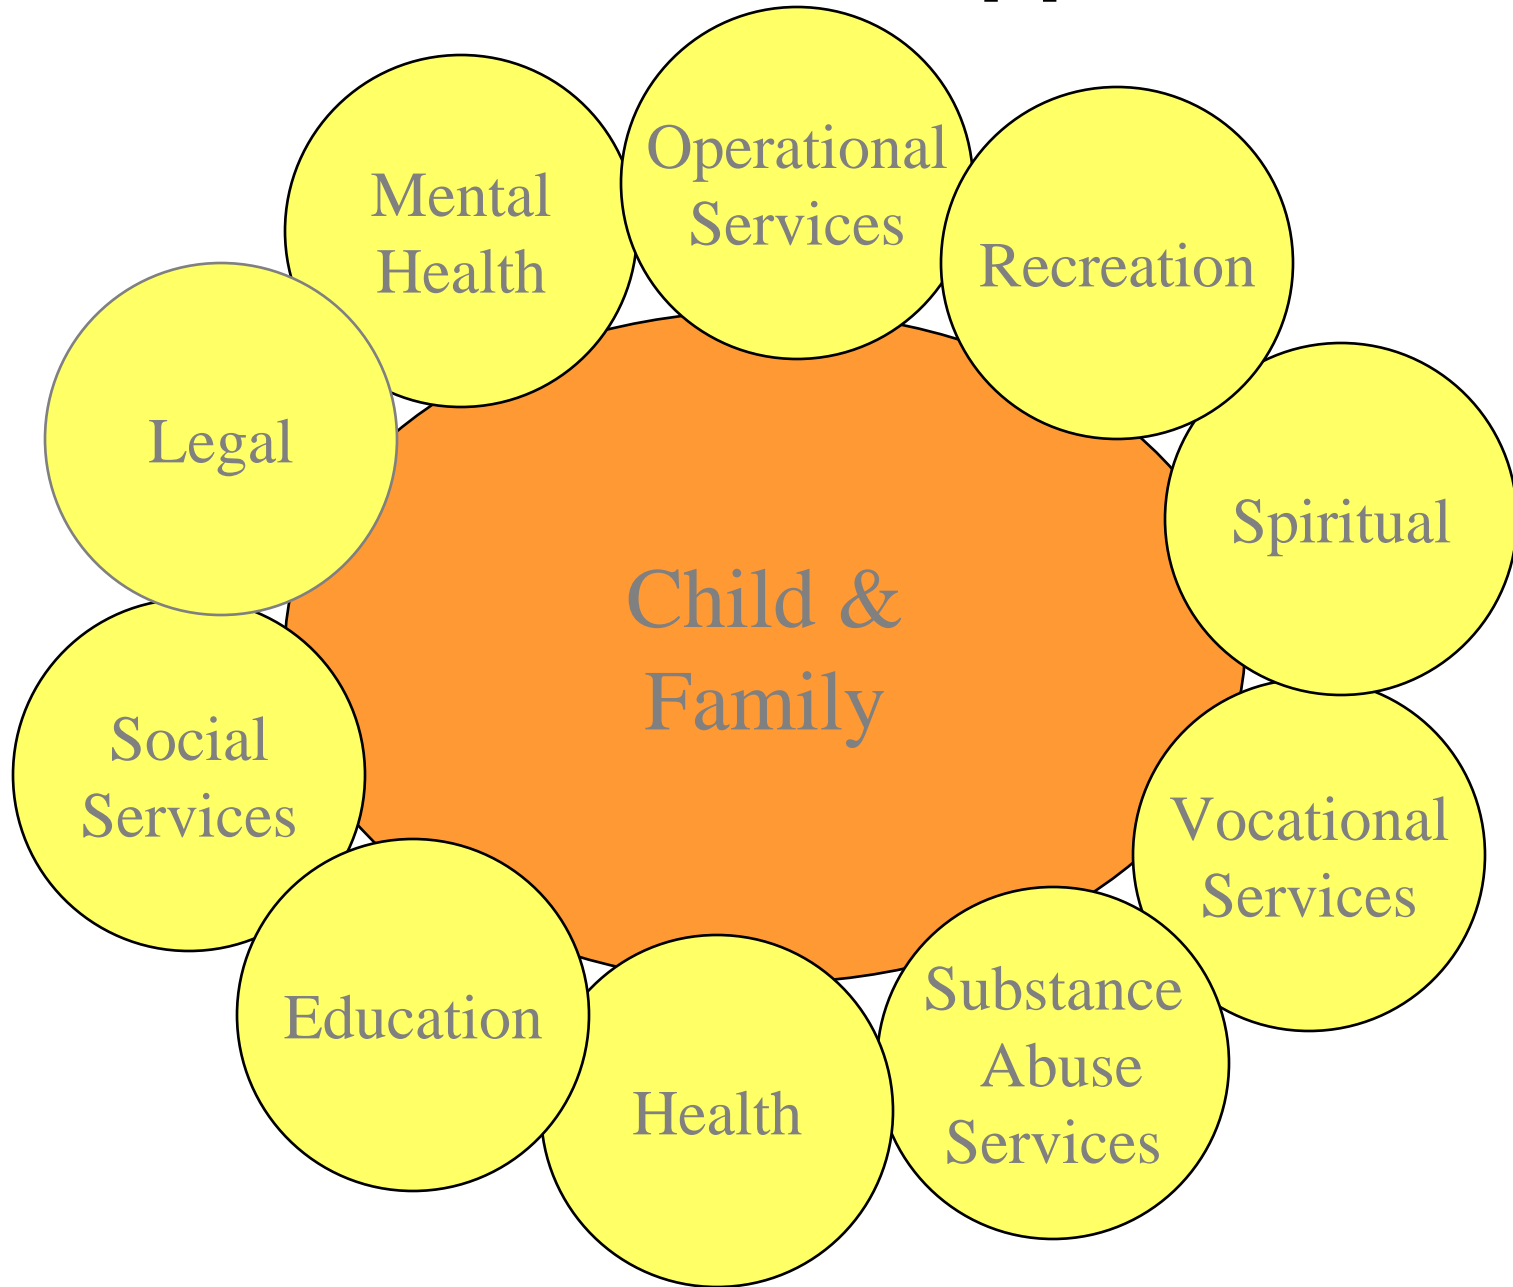 Operational
Services
Mental
Health
Recreation
Legal
Spiritual
Child &
Family
Social
Services
Vocational
Services
Substance
Abuse
Services
Education
Health